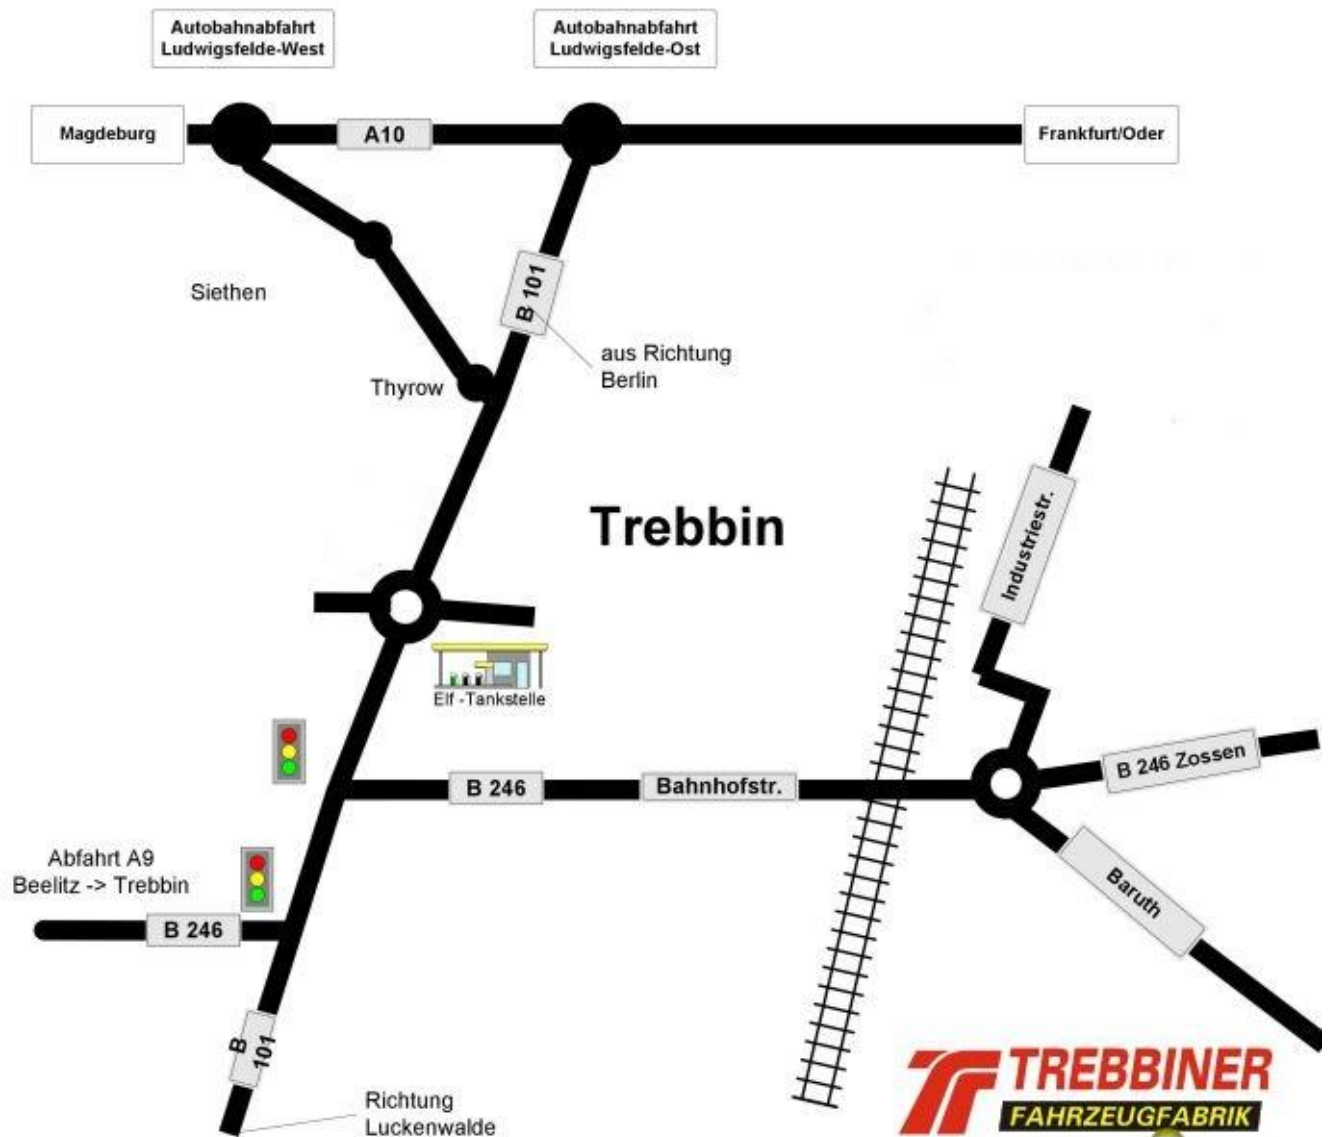 Autobahnabfahrt
Ludwigsfelde-West
Autobahnabfahrt
Ludwigsfelde-Ost
Magdeburg
A10
Frankfurt/Oder
Siethen
B 101
aus Richtung
Berlin
Thyrow
Trebbin
Industriestr.
Elf -Tankstelle
B 246
Bahnhofstr.
B 246 Zossen
Abfahrt A9
Beelitz -> Trebbin
B 246
Baruth
B
101
Richtung
Luckenwalde
TREBBINER
FAHRZEUGFABRIK